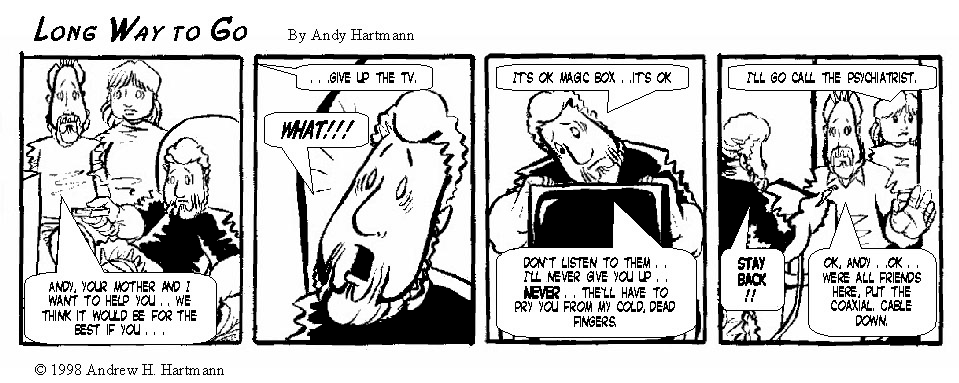 LONG WAY TO GO
By Andy Hartmann
ANDY, YOUR MOTHER AND I
WANT TO HELP YOU . . WE
THINK IT WOULD BE FOR THE
BEST IF YOU . . .
. . .GIVE UP THE TV.
WHAT!!!
IT'S OK MAGIC BOX . .IT'S OK
DON'T LISTEN TO THEM . .
I'LL NEVER GIVE YOU UP . .
NEVER . . THE'LL HAVE TO
PRY YOU FROM MY COLD, DEAD
FINGERS.
I'LL GO CALL THE PSYCHIATRIST.
STAY
BACK
!!
OK, ANDY . ..OK . .
WERE ALL FRIENDS
HERE, PUT THE
COAXIAL. CABLE
DOWN.
© 1998 Andrew H. Hartmann